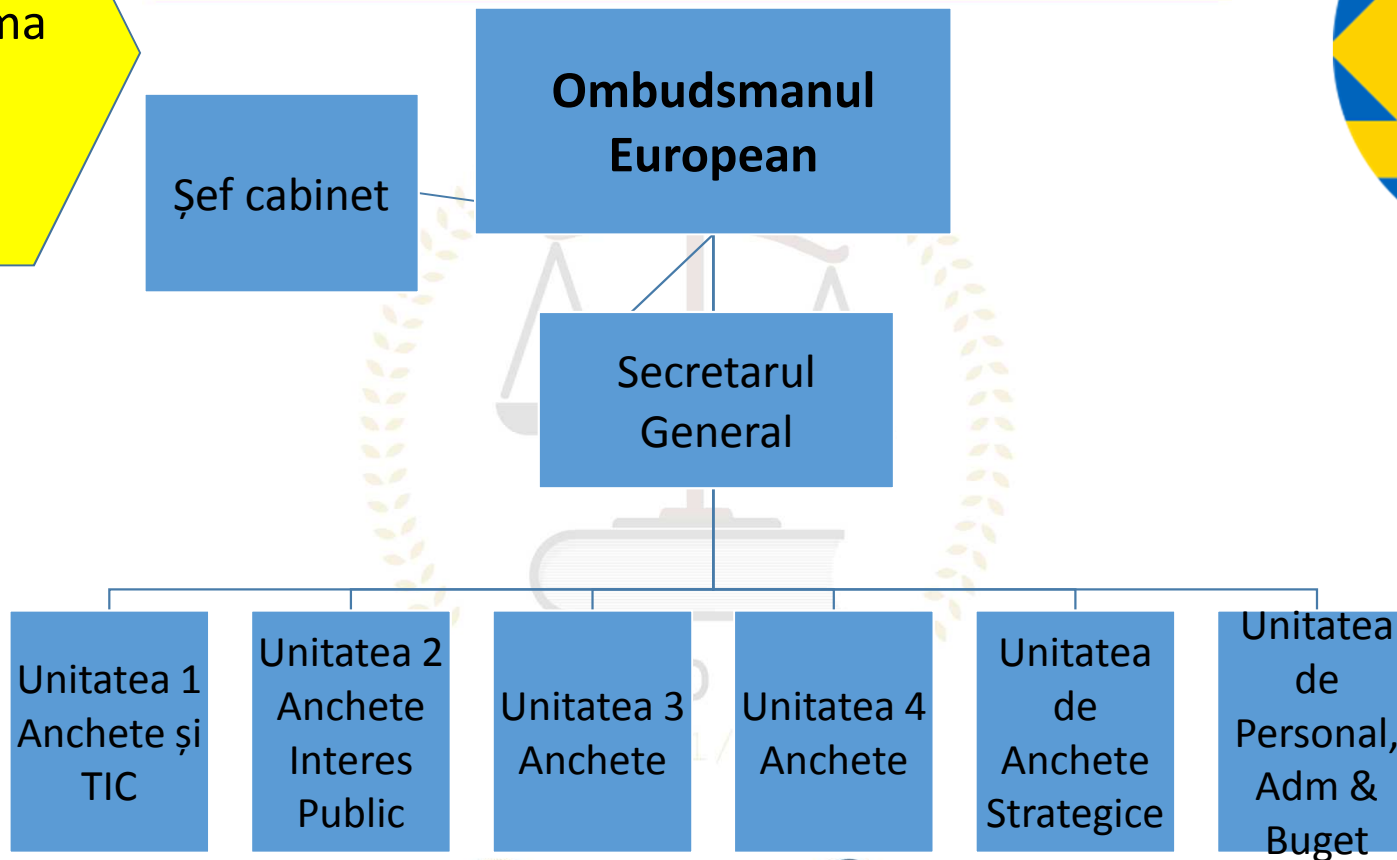 ma
Ombudsmanul
European
Șef cabinet
Secretarul
General
Unitatea 1
Anchete și
TIC
Unitatea 2
Anchete
Interes
Public
Unitatea 3
Anchete
Unitatea 4
Anchete
Unitatea
de
Anchete
Strategice
Unitatea
de
Personal,
Adm &
Buget